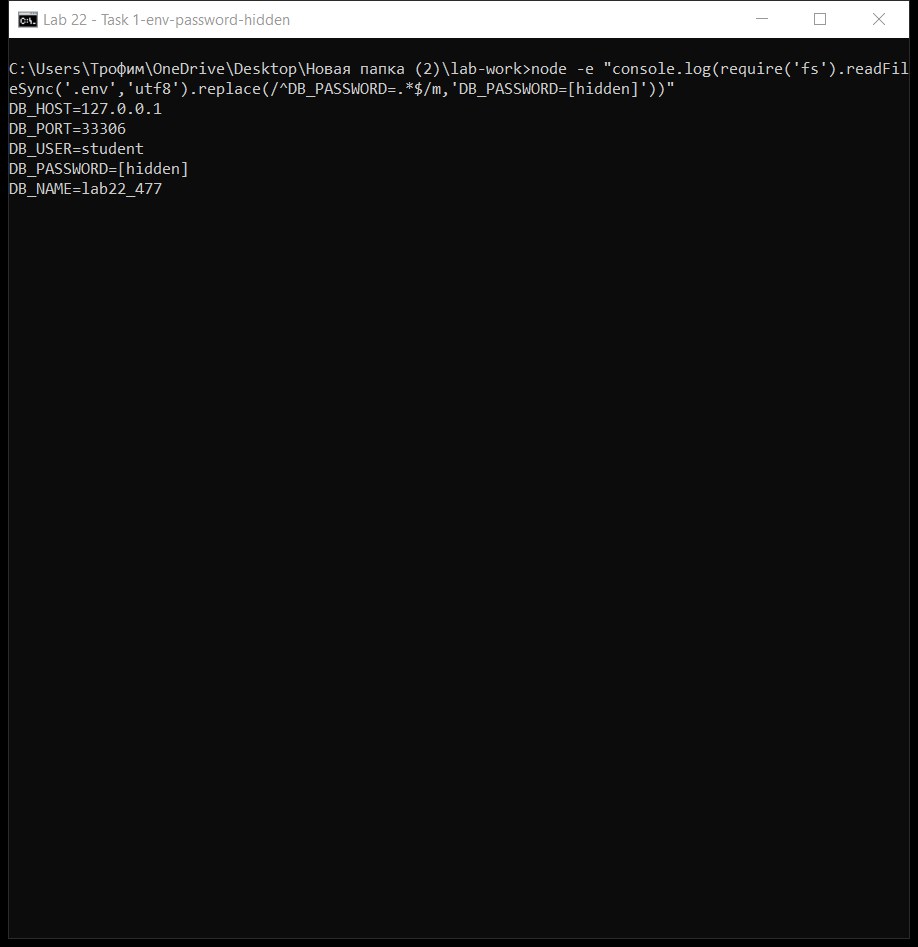 Lab 22 - Task 1-env-password-hidden
C:\Users\Трофим\OneDrive\Desktop\Новая папка (2)\lab-work>node -e "console.log(require('fs').readFil
eSync('.env','utf8').replace(/^DB_PASSWORD=.*$/m,'DB_PASSWORD=[hidden]'))"
DB_HOST=127.0.0.1
DB_PORT=33306
DB_USER=student
DB_PASSWORD=[hidden]
DB_NAME=lab22_477